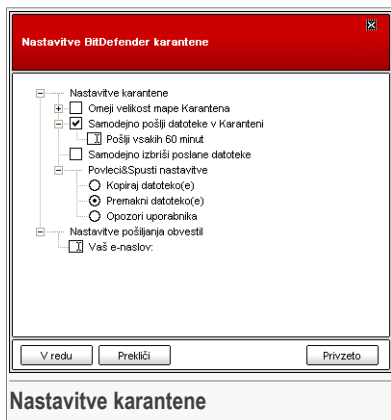 Nastavitve BitDefender karantene
Nastavitve karantene
Omeji velikost mape Karantena
Samodejno pošlji datoteke v Karanteni
Pošlji vsakih 60 minut
Samodejno izbriši poslane datoteke
Povleci&Spusti nastavitve
Kopiraj datoteko(e)
Premakni datoteko(e)
Opozori uporabnika
Nastavitve pošiljanja obvestil
Vaš e-naslov:
V redu Prekliči Privzeto
Nastavitve karantene